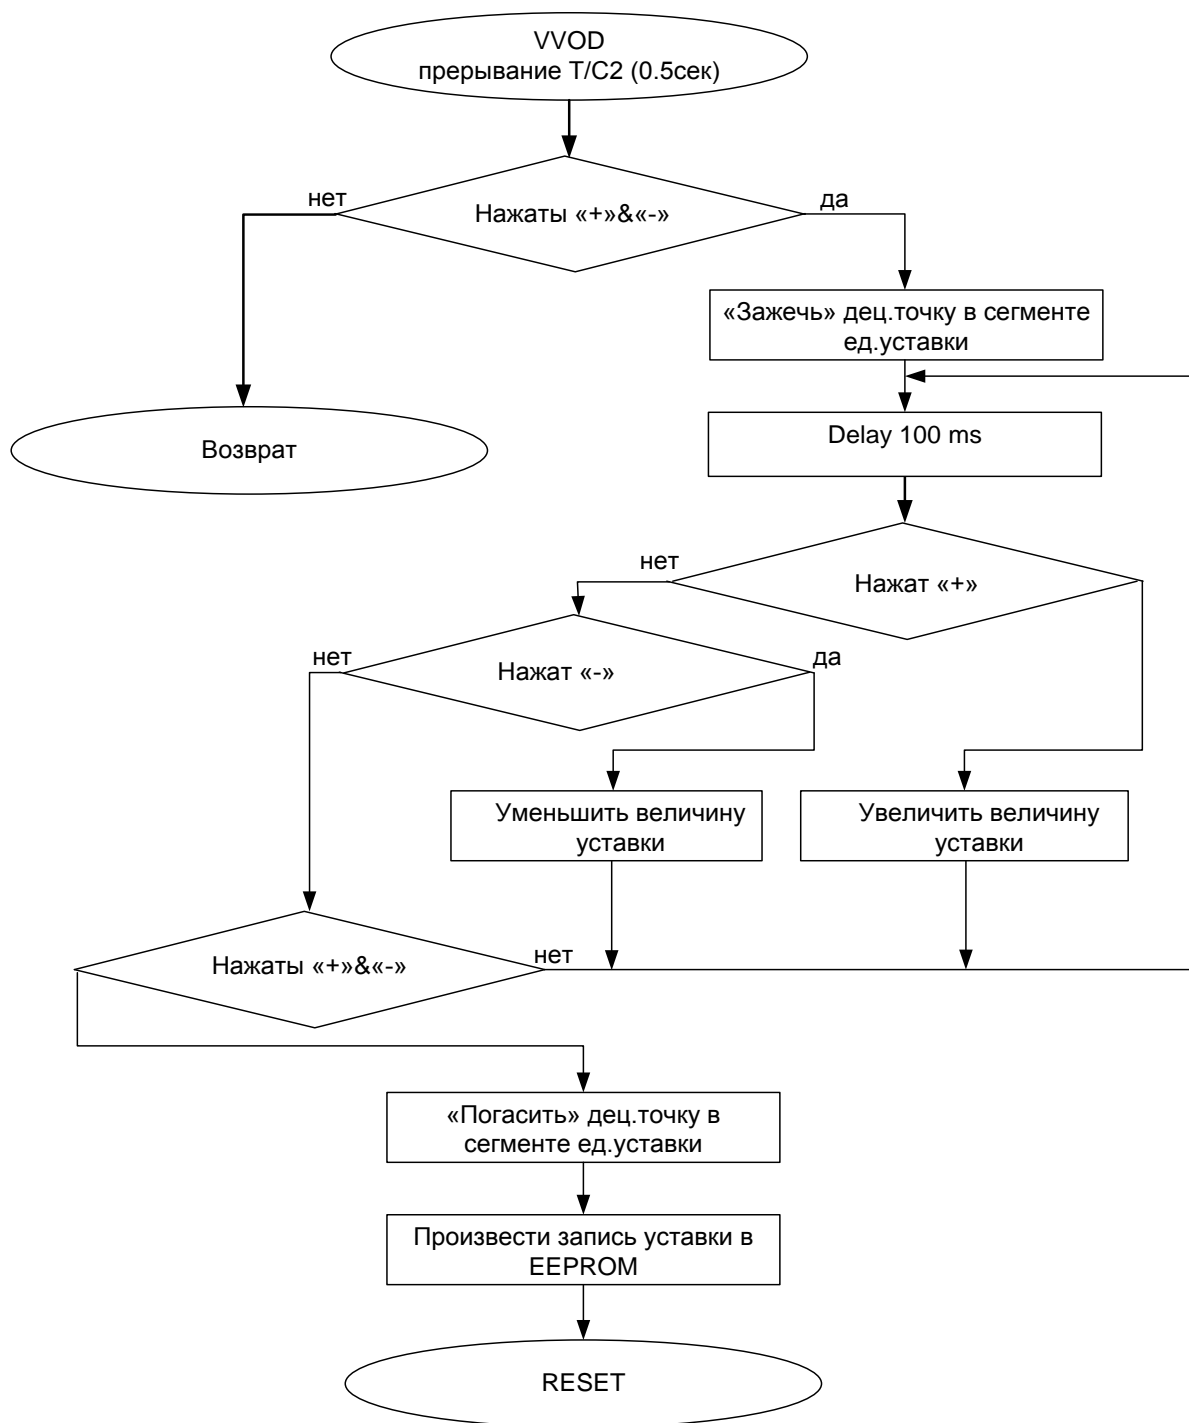 VVOD
прерывание T/C2 (0.5сек)
нет
да
Нажаты «+»&«-»
«Зажечь» дец.точку в сегменте
ед.уставки
Возврат
Delay 100 ms
нет
Нажат «+»
нет
да
Нажат «-»
Уменьшить величину
уставки
Увеличить величину
уставки
Нажаты «+»&«-»
нет
«Погасить» дец.точку в
сегменте ед.уставки
Произвести запись уставки в
EEPROM
RESET